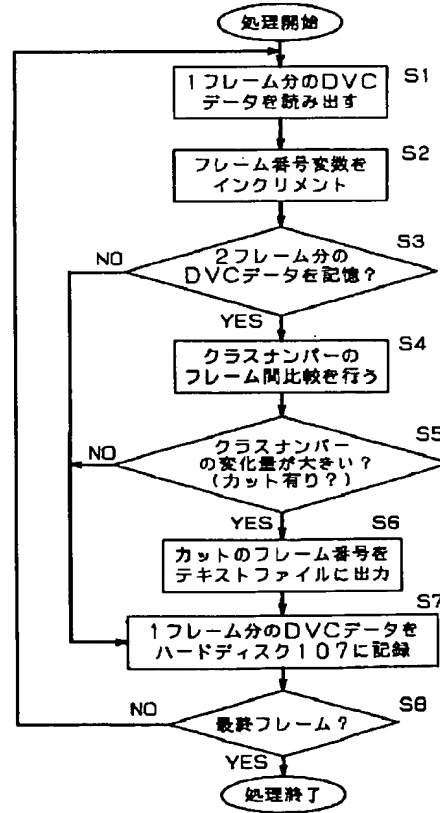 処理開始
S1
1フレーム分のDVC
データを読み出す
S2
フレーム番号変数を
インクリメント
S3
2フレーム分の
DVCデータを記憶?
NO
YES
S4
クラスナンバーの
フレーム間比較を行う
S5
クラスナンバー
の変化量が大きい?
(カット有り?)
NO
YES
S6
カットのフレーム番号を
テキストファイルに出力
S7
1フレーム分のDVCデータを
ハードディスク107に記録
S8
最終フレーム?
NO
YES
処理終了